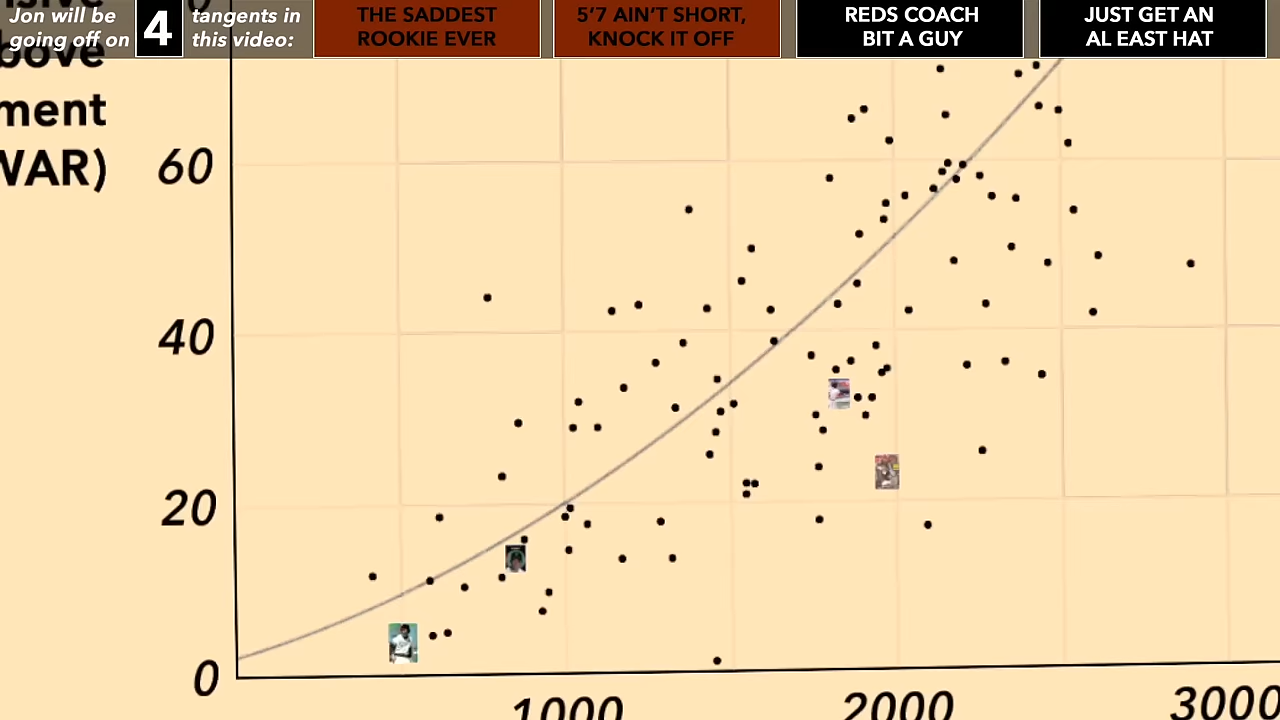 Jon will be
going off on
4
tangents in
this video:
THE SADDEST
ROOKIE EVER
5'7 AIN'T SHORT,
KNOCK IT OFF
REDS COACH
BIT A GUY
JUST GET AN
AL EAST HAT
60
40
20
0
1000
2000
3000